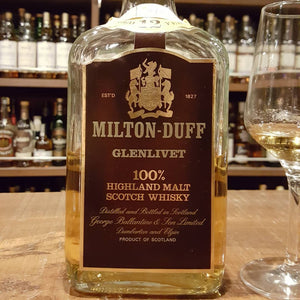 12
EST'D 1827
MILTON-DUFF
GLENLIVET
100%
HIGHLAND MALT
SCOTCH WHISKY
Distilled and Bottled in Scotland
George Ballantine & Son Limited
Dumbarton and Elgin
PRODUCT OF SCOTLAND